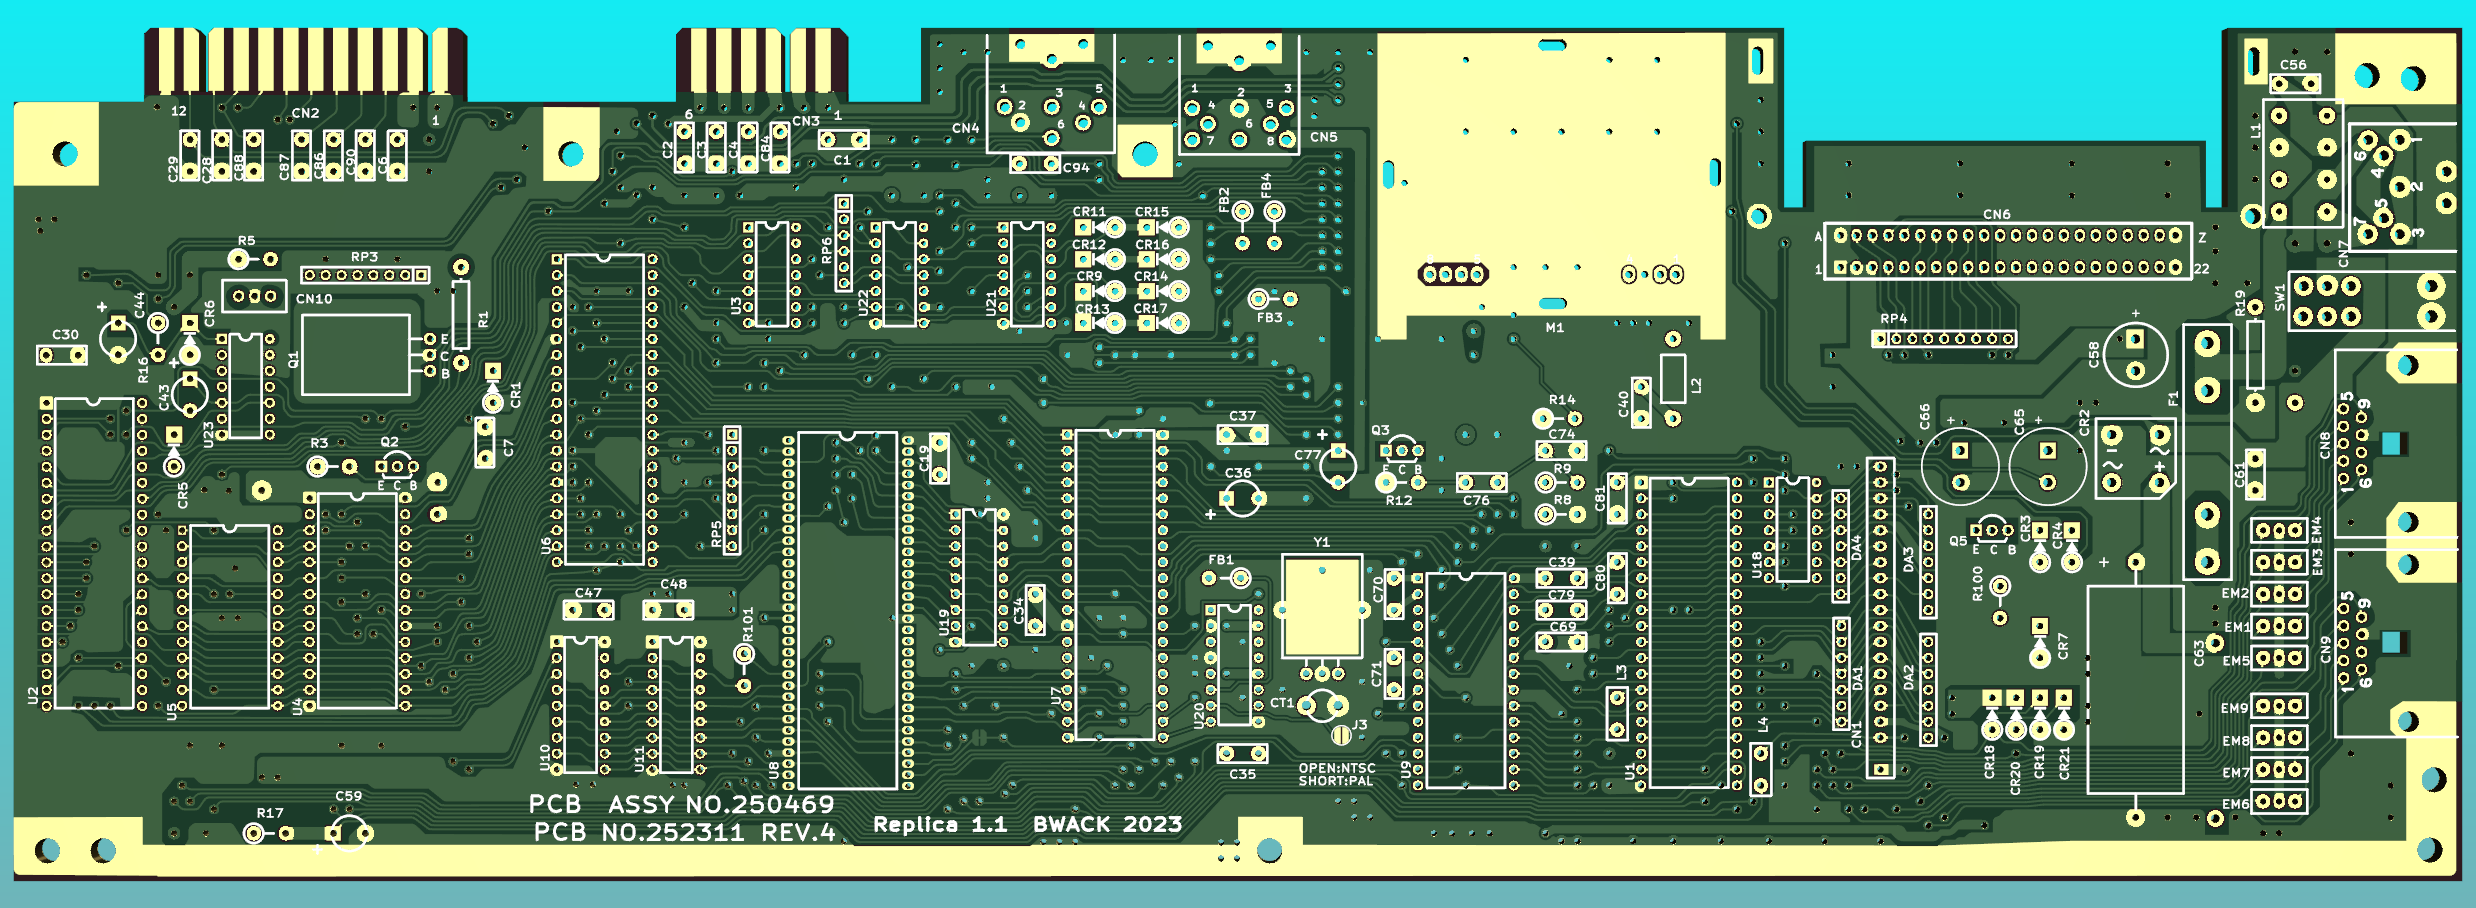 12
CN2
1
C29
C28
C88
C87
C86
C90
C6
6
CN3
1
C2
C3
C4
C84
C1
CN4
1
2
3
4
5
6
C94
1
2
3
4
5
6
7
8
CN5
C56
L1
6
1
4
2
5
7
3
CN7
R5
RP3
CN10
CR6
C44
+
C30
R16
+
C43
U23
Q1
E
C
B
R1
CR1
C7
R3
Q2
E C B
CR5
U2
U5
U4
U6
U3
RP6
U22
U21
CR11
CR15
CR12
CR16
CR9
CR14
CR13
CR17
FB2
FB4
FB3
M1
CN6
A
Z
1
22
RP4
+
C58
SW1
R19
F1
L2
C40
R14
C74
R9
R8
C76
Q3
E C B
R12
+
C77
C37
C36
+
C81
C80
C66
+
C65
+
CR2
-
~
~
+
C61
CN8
5
9
1
6
RP5
C19
U19
C34
C47
C48
U10
U11
R101
U8
U7
FB1
Y1
U20
CT1
J3
C35
OPEN:NTSC
SHORT:PAL
C70
C71
U9
C39
C79
C69
L3
U1
L4
U18
DA4
DA1
CN1
DA3
DA2
Q5
E C B
CR3
CR4
R100
CR7
CR18
CR20
CR19
CR21
+
C63
EM4
EM3
EM2
EM1
EM5
EM9
EM8
EM7
EM6
CN9
5
9
1
6
R17
C59
+
PCB ASSY NO.250469
PCB NO.252311 REV.4
Replica 1.1 BWACK 2023